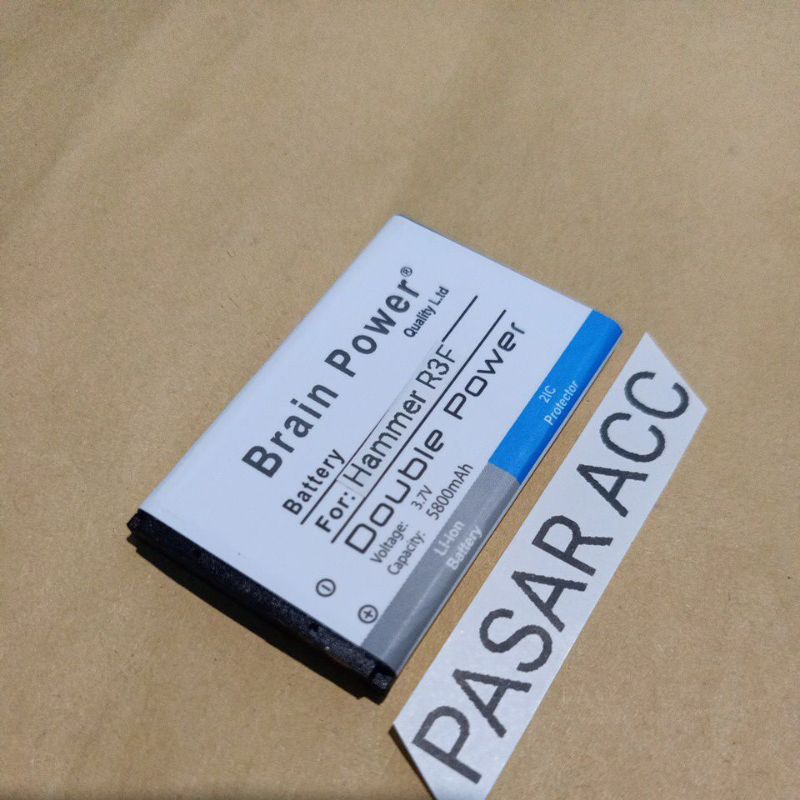 Brain Power®
Quality L.td
Battery
For: Hammer R3F
Double Power
Voltage: 3.7V
Capacity: 5800mAh
Li-ion
Battery
2IC
Protector
PASAR ACC